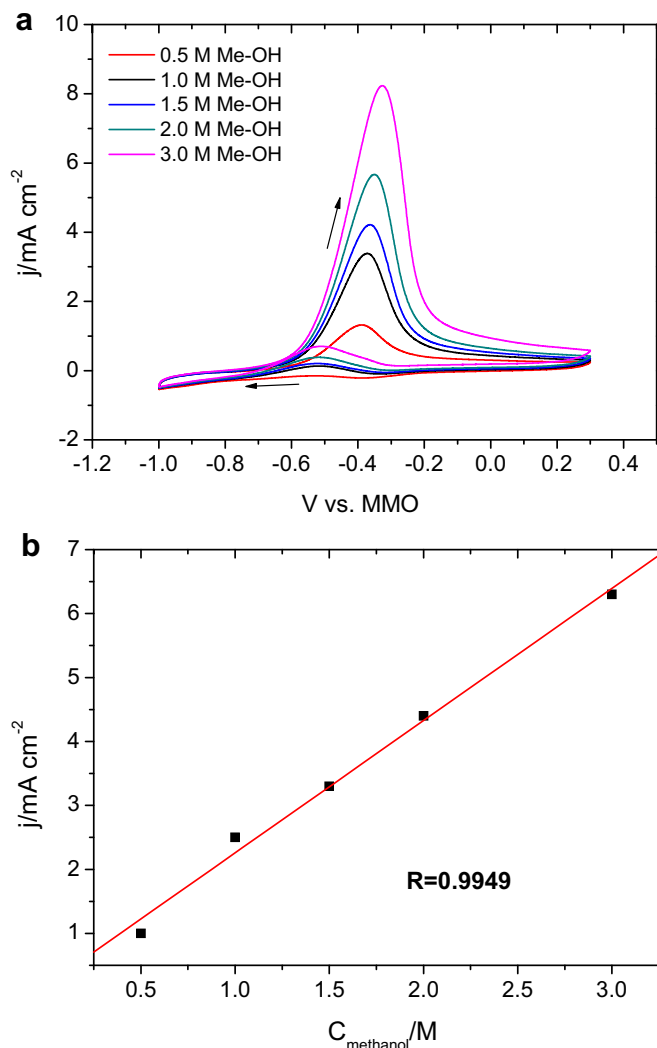 a
10
8
6
4
2
0
-2
j/mA cm-2
0.5 M Me-OH
1.0 M Me-OH
1.5 M Me-OH
2.0 M Me-OH
3.0 M Me-OH
-1.2 -1.0 -0.8 -0.6 -0.4 -0.2 0.0 0.2 0.4
V vs. MMO
b
7
6
5
4
3
2
1
j/mA cm-2
R=0.9949
0.5 1.0 1.5 2.0 2.5 3.0
Cmethanol/M